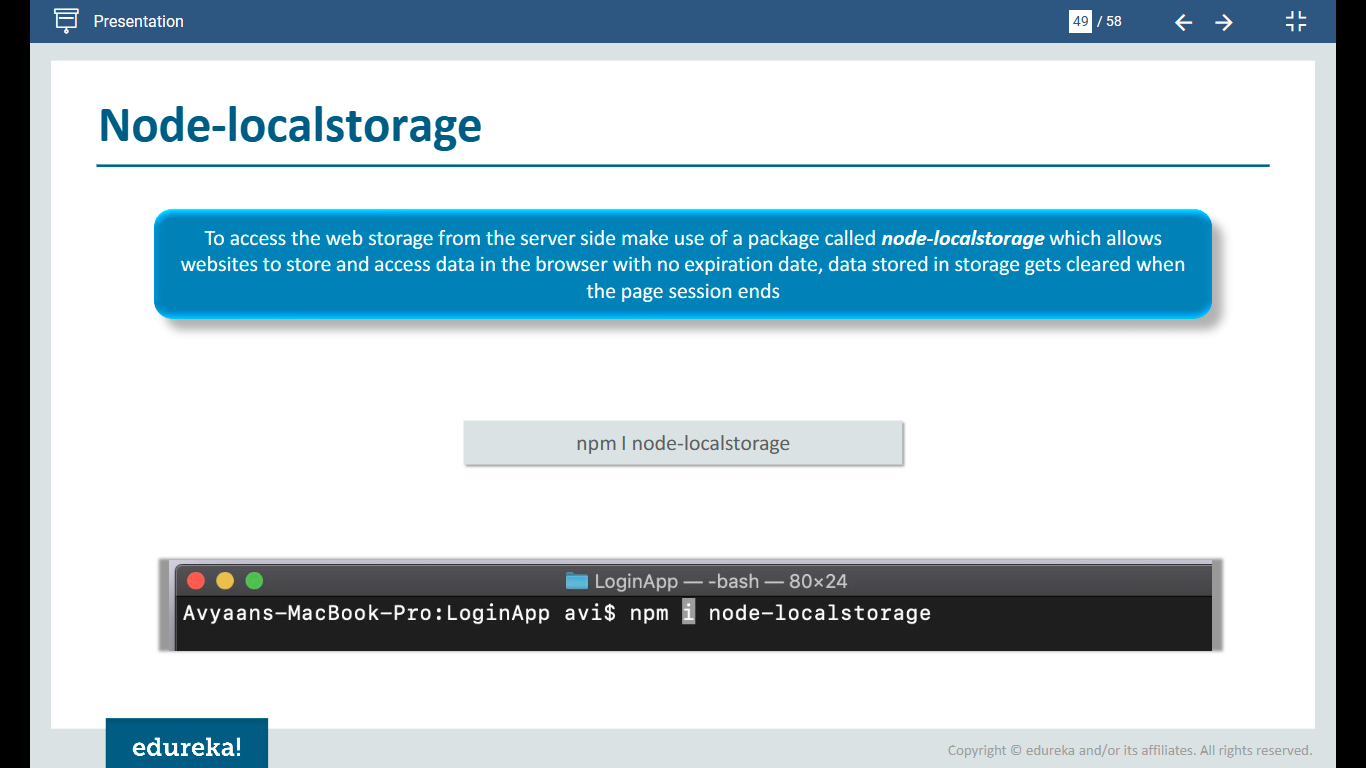 Presentation
49 / 58
Node-localstorage
To access the web storage from the server side make use of a package called node-localstorage which allows
websites to store and access data in the browser with no expiration date, data stored in storage gets cleared when
the page session ends
npm I node-localstorage
LoginApp — -bash — 80×24
Avyaans-MacBook-Pro:LoginApp avi$ npm i node-localstorage
edureka!
Copyright © edureka and/or its affiliates. All rights reserved.